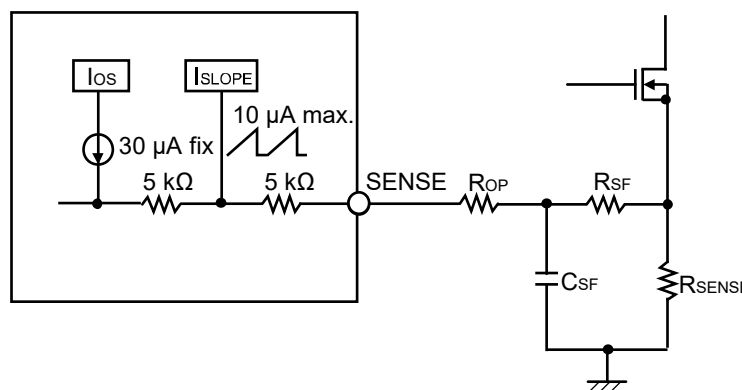 IOS
ISLOPE
10 µA max.
30 µA fix
5 kΩ
5 kΩ
SENSE
ROP
RSF
CSF
RSENSE